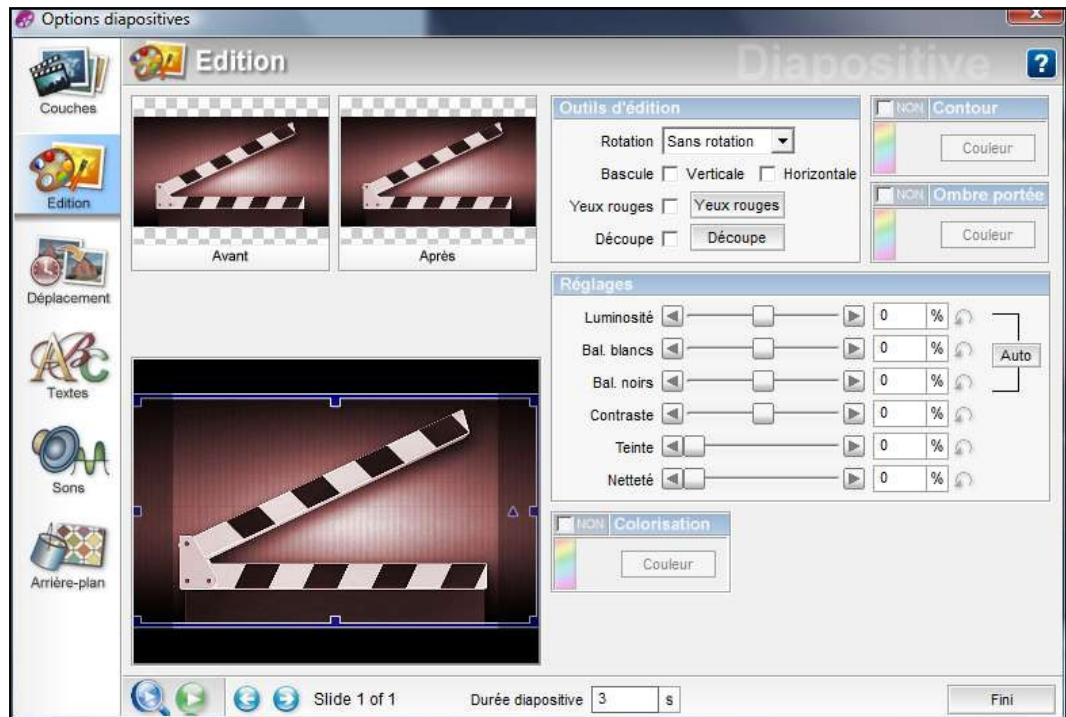 Options diapositives
Couches
Edition
Déplacement
Textes
Sons
Arrière-plan
Edition
Diapositive
?
Avant
Après
Outils d'édition
Rotation Sans rotation
Bascule Verticale Horizontale
Yeux rouges Yeux rouges
Découpe Découpe
NON Contour
Couleur
NON Ombre portée
Couleur
Réglages
Luminosité 0 %
Bal. blancs 0 %
Bal. noirs 0 %
Contraste 0 %
Teinte 0 %
Netteté 0 %
Auto
NON Colorisation
Couleur
Slide 1 of 1
Durée diapositive 3 s
Fini